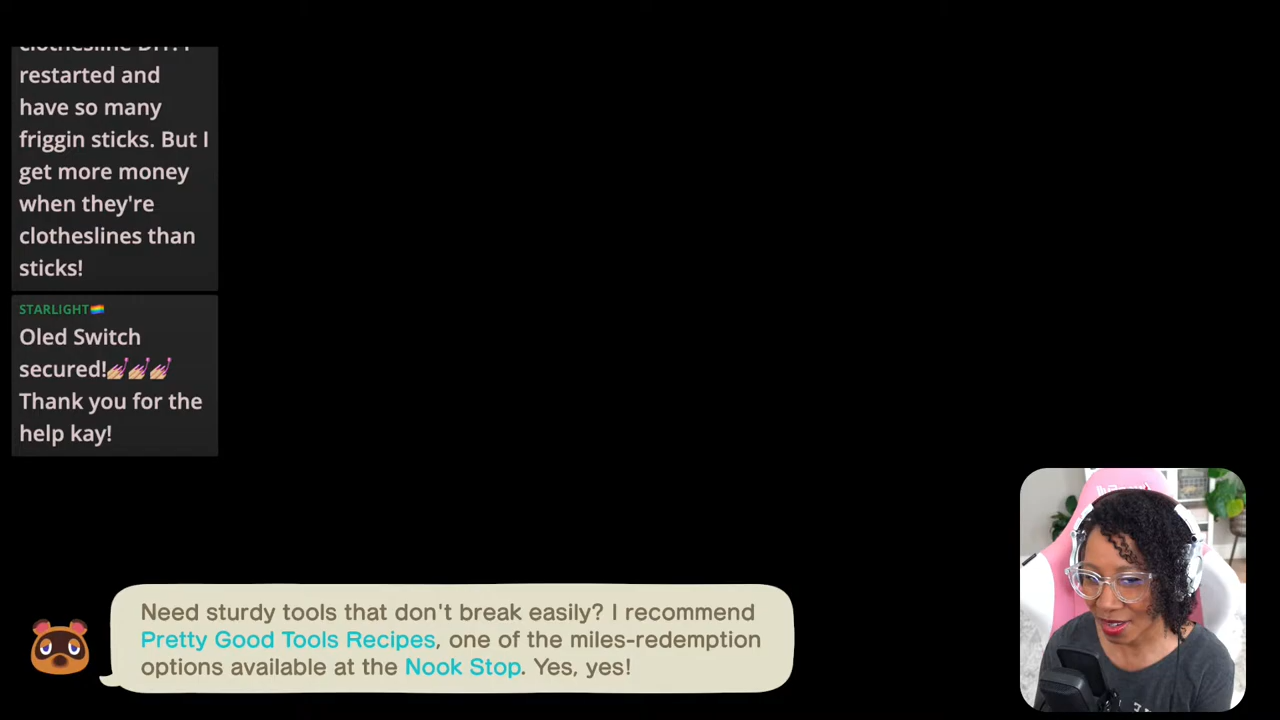 clothesline DIY! I
restarted and
have so many
friggin sticks. But I
get more money
when they're
clotheslines than
sticks!
STARLIGHT🏳️‍🌈
Oled Switch
secured!💅🏼💅🏼💅🏼
Thank you for the
help kay!
Need sturdy tools that don't break easily? I recommend
Pretty Good Tools Recipes, one of the miles-redemption
options available at the Nook Stop. Yes, yes!